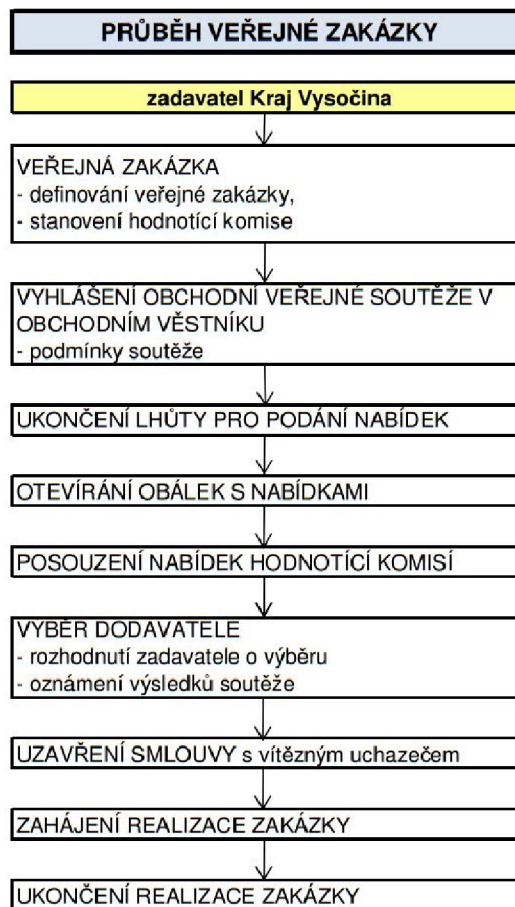 PRŮBĚH VEŘEJNÉ ZAKÁZKY
zadavatel Kraj Vysočina
VEŘEJNÁ ZAKÁZKA
- definování veřejné zakázky,
- stanovení hodnotící komise
VYHLÁŠENÍ OBCHODNÍ VEŘEJNÉ SOUTĚŽE V
OBCHODNÍM VĚSTNÍKU
- podmínky soutěže
UKONČENÍ LHŮTY PRO PODÁNÍ NABÍDEK
OTEVÍRÁNÍ OBÁLEK S NABÍDKAMI
POSOUZENÍ NABÍDEK HODNOTÍCÍ KOMISÍ
VÝBĚR DODAVATELE
- rozhodnutí zadavatele o výběru
- oznámení výsledků soutěže
UZAVŘENÍ SMLOUVY s vítězným uchazečem
ZAHÁJENÍ REALIZACE ZAKÁZKY
UKONČENÍ REALIZACE ZAKÁZKY